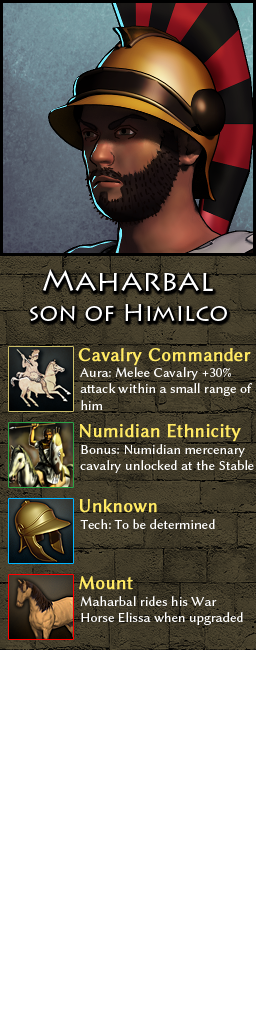 Maharbal
son of Himilco
Cavalry Commander
Aura: Melee Cavalry +30%
attack within a small range of
him
Numidian Ethnicity
Bonus: Numidian mercenary
cavalry unlocked at the Stable
Unknown
Tech: To be determined
Mount
Maharbal rides his War
Horse Elissa when upgraded